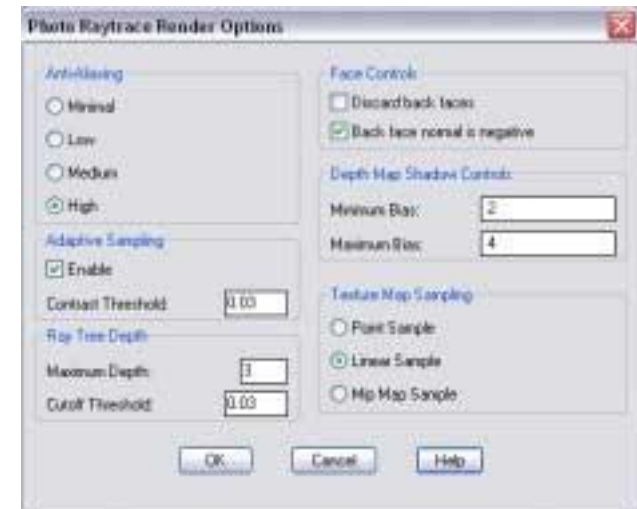 Photo Raytrace Render Options
Anti-Aliasing
Minimal
Low
Medium
High
Adaptive Sampling
Enable
Contrast Threshold: 0.03
Ray Tree Depth
Maximum Depth: 3
Cutoff Threshold: 0.03
Face Controls
Discard back faces
Back face normal is negative
Depth Map Shadow Controls
Minimum Bias: 2
Maximum Bias: 4
Texture Map Sampling
Point Sample
Linear Sample
Mip Map Sample
OK
Cancel
Help